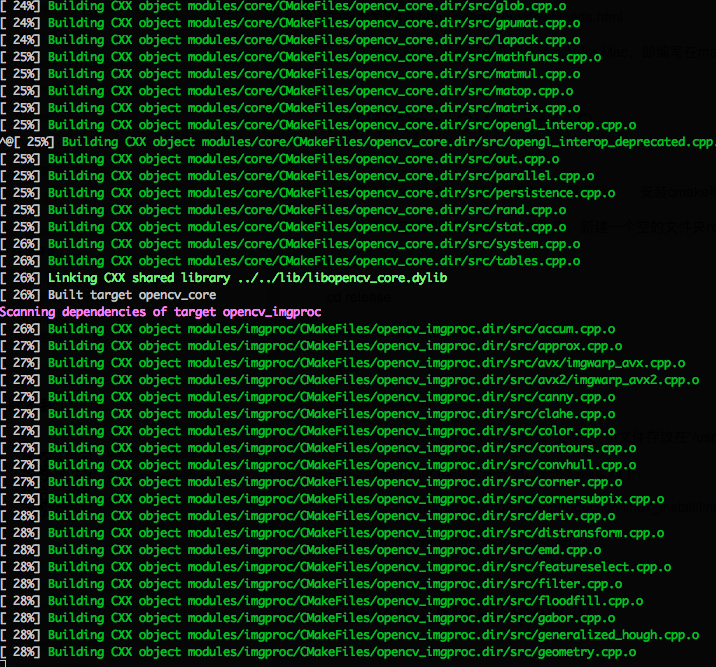 [ 24%] Building CXX object modules/core/CMakeFiles/opencv_core.dir/src/glob.cpp.o
[ 24%] Building CXX object modules/core/CMakeFiles/opencv_core.dir/src/gpumat.cpp.o
[ 24%] Building CXX object modules/core/CMakeFiles/opencv_core.dir/src/lapack.cpp.o
[ 25%] Building CXX object modules/core/CMakeFiles/opencv_core.dir/src/mathfuncs.cpp.o
[ 25%] Building CXX object modules/core/CMakeFiles/opencv_core.dir/src/matmul.cpp.o
[ 25%] Building CXX object modules/core/CMakeFiles/opencv_core.dir/src/matop.cpp.o
[ 25%] Building CXX object modules/core/CMakeFiles/opencv_core.dir/src/matrix.cpp.o
[ 25%] Building CXX object modules/core/CMakeFiles/opencv_core.dir/src/opengl_interop.cpp.o
^@[ 25%] Building CXX object modules/core/CMakeFiles/opencv_core.dir/src/opengl_interop_deprecated.cpp.
[ 25%] Building CXX object modules/core/CMakeFiles/opencv_core.dir/src/out.cpp.o
[ 25%] Building CXX object modules/core/CMakeFiles/opencv_core.dir/src/parallel.cpp.o
[ 25%] Building CXX object modules/core/CMakeFiles/opencv_core.dir/src/persistence.cpp.o
[ 25%] Building CXX object modules/core/CMakeFiles/opencv_core.dir/src/rand.cpp.o
[ 25%] Building CXX object modules/core/CMakeFiles/opencv_core.dir/src/stat.cpp.o
[ 26%] Building CXX object modules/core/CMakeFiles/opencv_core.dir/src/system.cpp.o
[ 26%] Building CXX object modules/core/CMakeFiles/opencv_core.dir/src/tables.cpp.o
[ 26%] Linking CXX shared library ../../lib/libopencv_core.dylib
[ 26%] Built target opencv_core
Scanning dependencies of target opencv_imgproc
[ 26%] Building CXX object modules/imgproc/CMakeFiles/opencv_imgproc.dir/src/accum.cpp.o
[ 27%] Building CXX object modules/imgproc/CMakeFiles/opencv_imgproc.dir/src/approx.cpp.o
[ 27%] Building CXX object modules/imgproc/CMakeFiles/opencv_imgproc.dir/src/avx/imgwarp_avx.cpp.o
[ 27%] Building CXX object modules/imgproc/CMakeFiles/opencv_imgproc.dir/src/avx2/imgwarp_avx2.cpp.o
[ 27%] Building CXX object modules/imgproc/CMakeFiles/opencv_imgproc.dir/src/canny.cpp.o
[ 27%] Building CXX object modules/imgproc/CMakeFiles/opencv_imgproc.dir/src/clahe.cpp.o
[ 27%] Building CXX object modules/imgproc/CMakeFiles/opencv_imgproc.dir/src/color.cpp.o
[ 27%] Building CXX object modules/imgproc/CMakeFiles/opencv_imgproc.dir/src/contours.cpp.o
[ 27%] Building CXX object modules/imgproc/CMakeFiles/opencv_imgproc.dir/src/convhull.cpp.o
[ 27%] Building CXX object modules/imgproc/CMakeFiles/opencv_imgproc.dir/src/corner.cpp.o
[ 27%] Building CXX object modules/imgproc/CMakeFiles/opencv_imgproc.dir/src/cornersubpix.cpp.o
[ 28%] Building CXX object modules/imgproc/CMakeFiles/opencv_imgproc.dir/src/deriv.cpp.o
[ 28%] Building CXX object modules/imgproc/CMakeFiles/opencv_imgproc.dir/src/distransform.cpp.o
[ 28%] Building CXX object modules/imgproc/CMakeFiles/opencv_imgproc.dir/src/emd.cpp.o
[ 28%] Building CXX object modules/imgproc/CMakeFiles/opencv_imgproc.dir/src/featureselect.cpp.o
[ 28%] Building CXX object modules/imgproc/CMakeFiles/opencv_imgproc.dir/src/filter.cpp.o
[ 28%] Building CXX object modules/imgproc/CMakeFiles/opencv_imgproc.dir/src/floodfill.cpp.o
[ 28%] Building CXX object modules/imgproc/CMakeFiles/opencv_imgproc.dir/src/gabor.cpp.o
[ 28%] Building CXX object modules/imgproc/CMakeFiles/opencv_imgproc.dir/src/generalized_hough.cpp.o
[ 28%] Building CXX object modules/imgproc/CMakeFiles/opencv_imgproc.dir/src/geometry.cpp.o